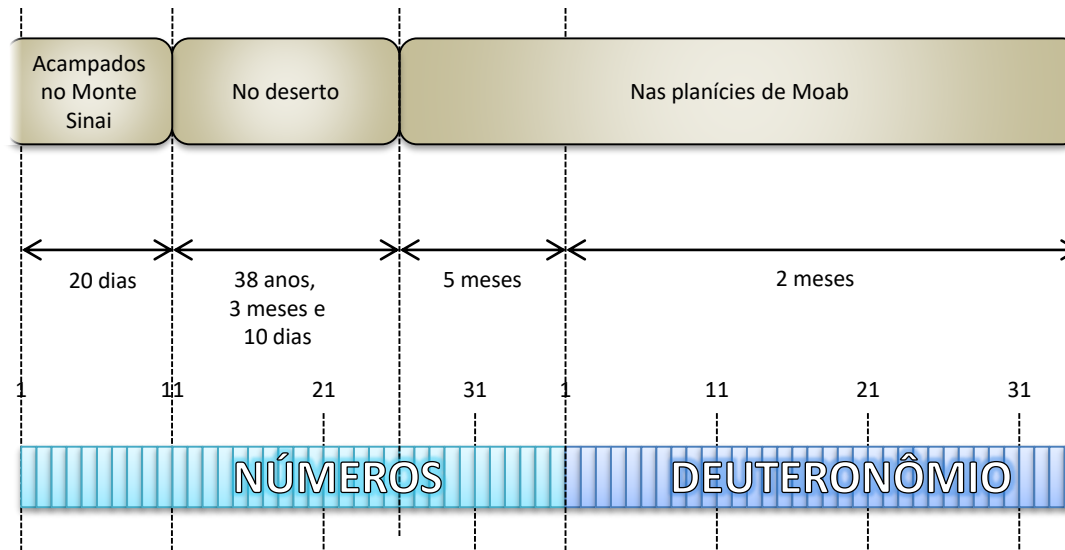 Acampados
no Monte
Sinai
No deserto
Nas planícies de Moab
20 dias
38 anos,
3 meses e
10 dias
5 meses
2 meses
1
11
21
31
1
11
21
31
NÚMEROS
DEUTERONÔMIO